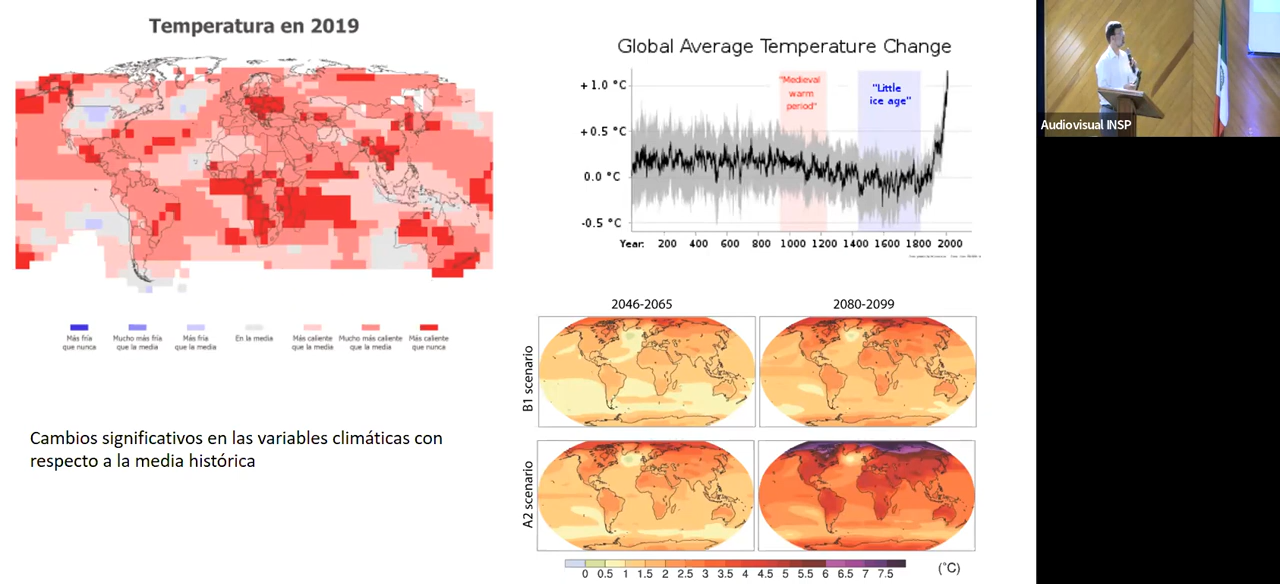 Temperatura en 2019
Más fría
que nunca
Mucho más fría
que la media
Más fría
que la media
En la media
Más caliente
que la media
Mucho más caliente
que la media
Más caliente
que nunca
Cambios significativos en las variables climáticas con
respecto a la media histórica
Global Average Temperature Change
+ 1.0 °C
+ 0.5 °C
0.0 °C
-0.5 °C
"Medieval
warm
period"
"Little
ice age"
Year: 200 400 600 800 1000 1200 1400 1600 1800 2000
2046-2065 2080-2099
B1 scenario
A2 scenario
0 0.5 1 1.5 2 2.5 3 3.5 4 4.5 5 5.5 6 6.5 7 7.5 (°C)
Audiovisual INSP